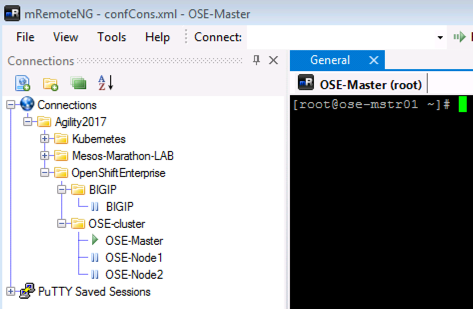 mRemoteNG - confCons.xml - OSE-Master
File View Tools Help Connect:
Connections
General
OSE-Master (root)
[root@ose-mstr01 ~]#
Connections
Agility2017
Kubernetes
Mesos-Marathon-LAB
OpenShiftEnterprise
BIGIP
BIGIP
OSE-cluster
OSE-Master
OSE-Node1
OSE-Node2
PuTTY Saved Sessions